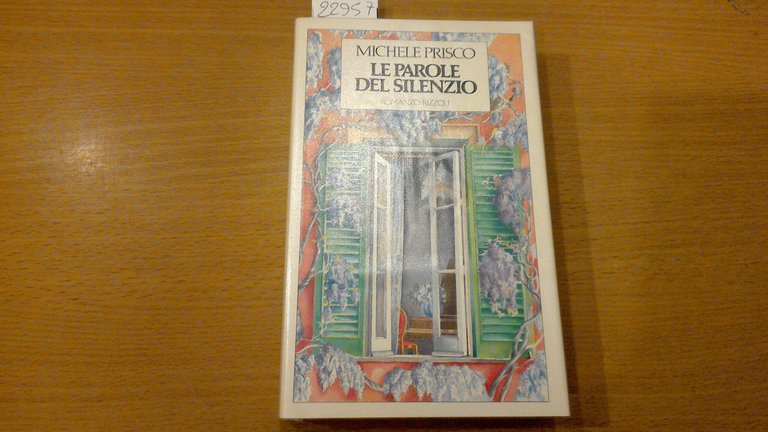 22957
MICHELE PRISCO
LE PAROLE
DEL SILENZIO
ROMANZO RIZZOLI